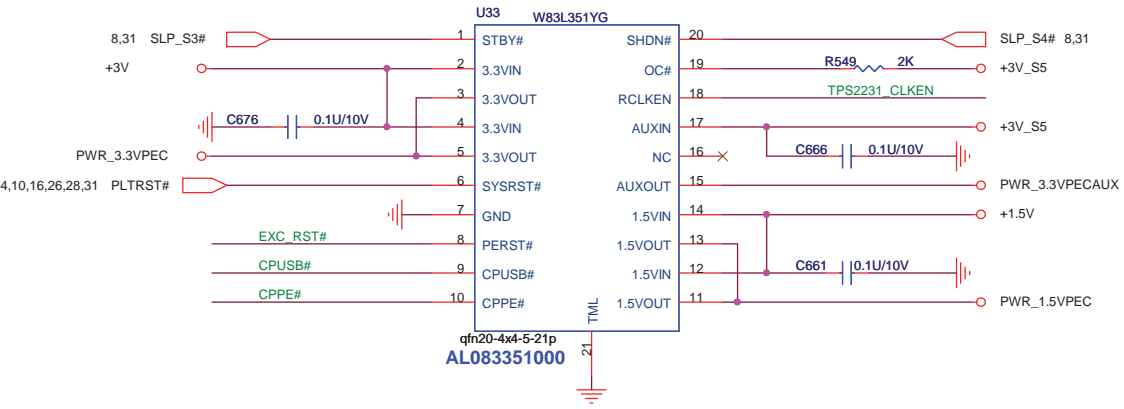 U33
W83L351YG
8,31 SLP_S3#
1 STBY#
SHDN# 20
SLP_S4# 8,31
+3V
2 3.3VIN
OC# 19
R549 2K
+3V_S5
3 3.3VOUT
RCLKEN 18
TPS2231_CLKEN
C676 0.1U/10V
4 3.3VIN
AUXIN 17
+3V_S5
PWR_3.3VPEC
5 3.3VOUT
NC 16
C666 0.1U/10V
4,10,16,26,28,31 PLTRST#
6 SYSRST#
AUXOUT 15
PWR_3.3VPECAUX
7 GND
1.5VIN 14
+1.5V
EXC_RST#
8 PERST#
1.5VOUT 13
CPUSB#
9 CPUSB#
1.5VIN 12
C661 0.1U/10V
CPPE#
10 CPPE#
1.5VOUT 11
PWR_1.5VPEC
TML
21
qfn20-4x4-5-21p
AL083351000